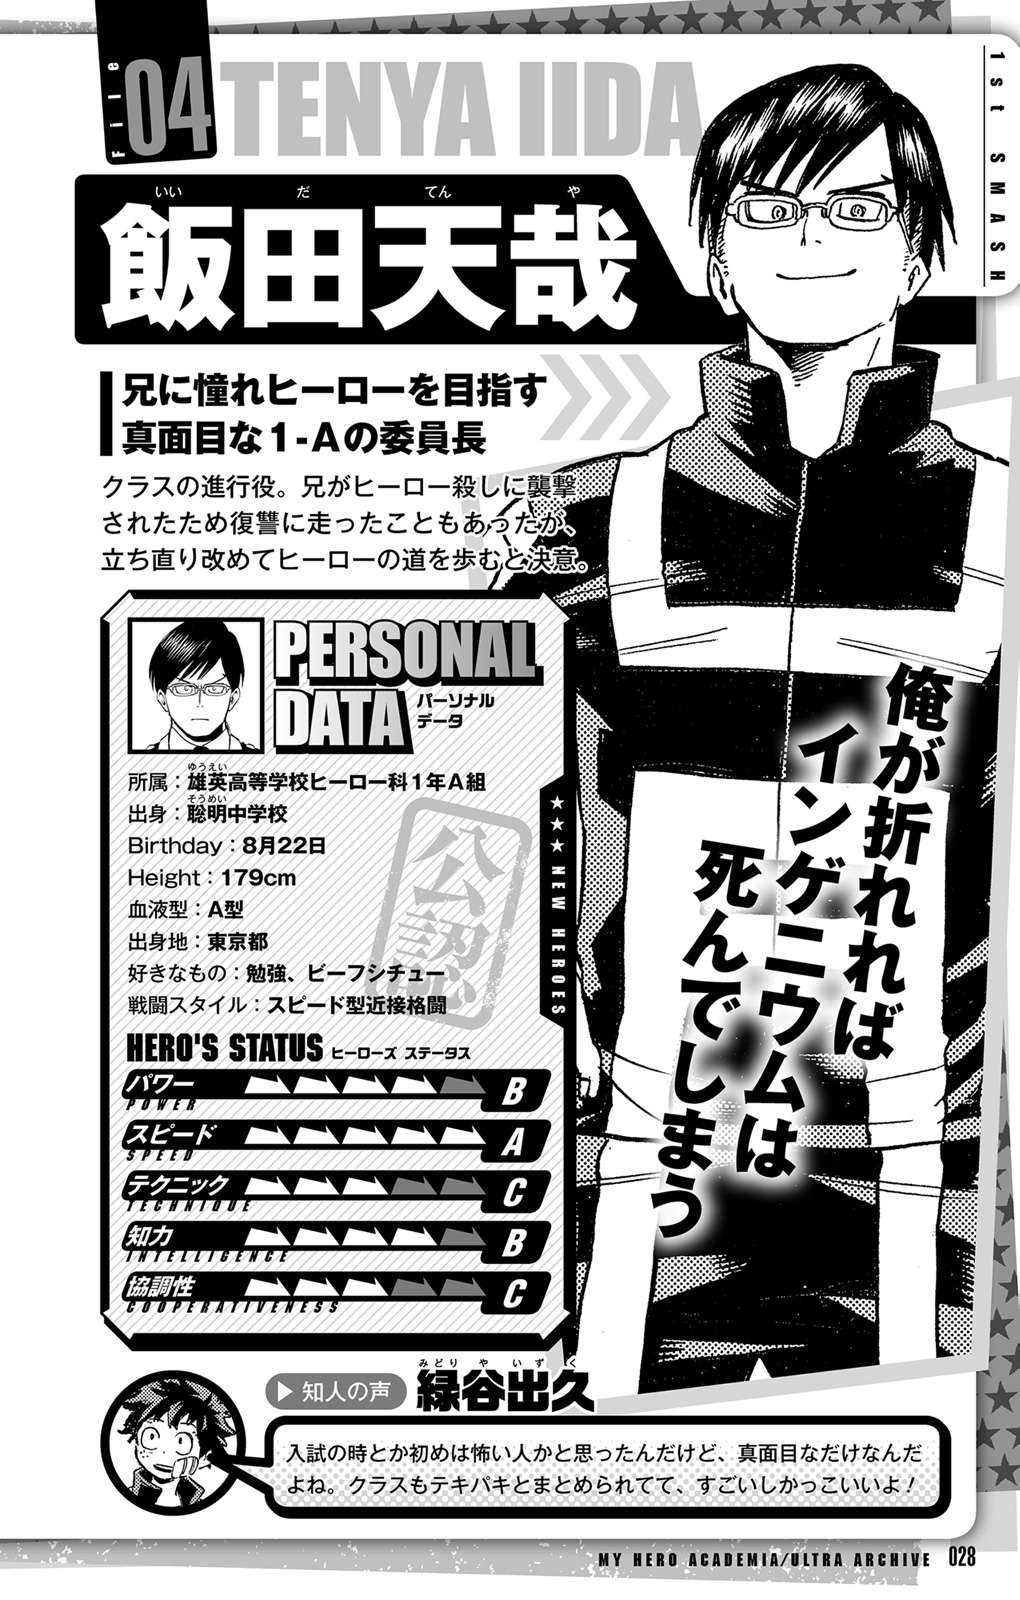 File 04
TENYA IIDA
1st SMASH
いい だ てん や
飯田天哉
兄に憧れヒーローを目指す
真面目な1-Aの委員長
クラスの進行役。兄がヒーロー殺しに襲撃
されたため復讐に走ったこともあったが、
立ち直り改めてヒーローの道を歩むと決意。
PERSONAL
DATA
パーソナル
データ
ゆうえい
所属：雄英高等学校ヒーロー科1年A組
そうめい
出身：聡明中学校
Birthday：8月22日
Height：179cm
血液型：A型
出身地：東京都
好きなもの：勉強、ビーフシチュー
戦闘スタイル：スピード型近接格闘
公認
★★★ NEW HEROES
HERO'S STATUS ヒーローズ ステータス
パワー
POWER
B
スピード
SPEED
A
テクニック
TECHNIQUE
C
知力
INTELLIGENCE
B
協調性
COOPERATIVENESS
C
俺が折れれば
インゲニウムは
死んでしまう
みどり や いず く
▶知人の声 緑谷出久
入試の時とか初めは怖い人かと思ったんだけど、真面目なだけなんだ
よね。クラスもテキパキとまとめられてて、すごいしかっこいいよ！
MY HERO ACADEMIA/ULTRA ARCHIVE 028